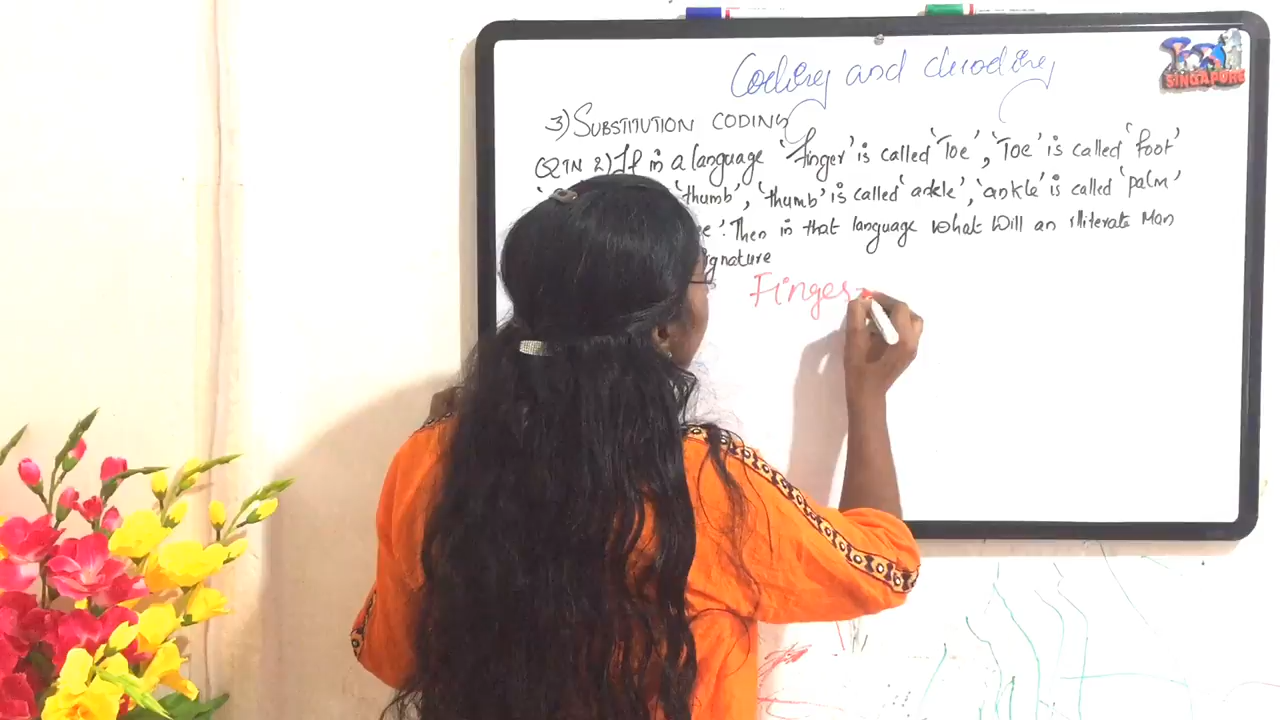 Coding and decoding
SINGAPORE
3) SUBSTITUTION CODING
QTN 2) If in a language 'Finger' is called 'Toe', 'Toe' is called 'Foot'
'thumb', 'thumb' is called 'ankle', 'ankle' is called 'palm'
Then in that language what will an illiterate Man
ignature
Finger